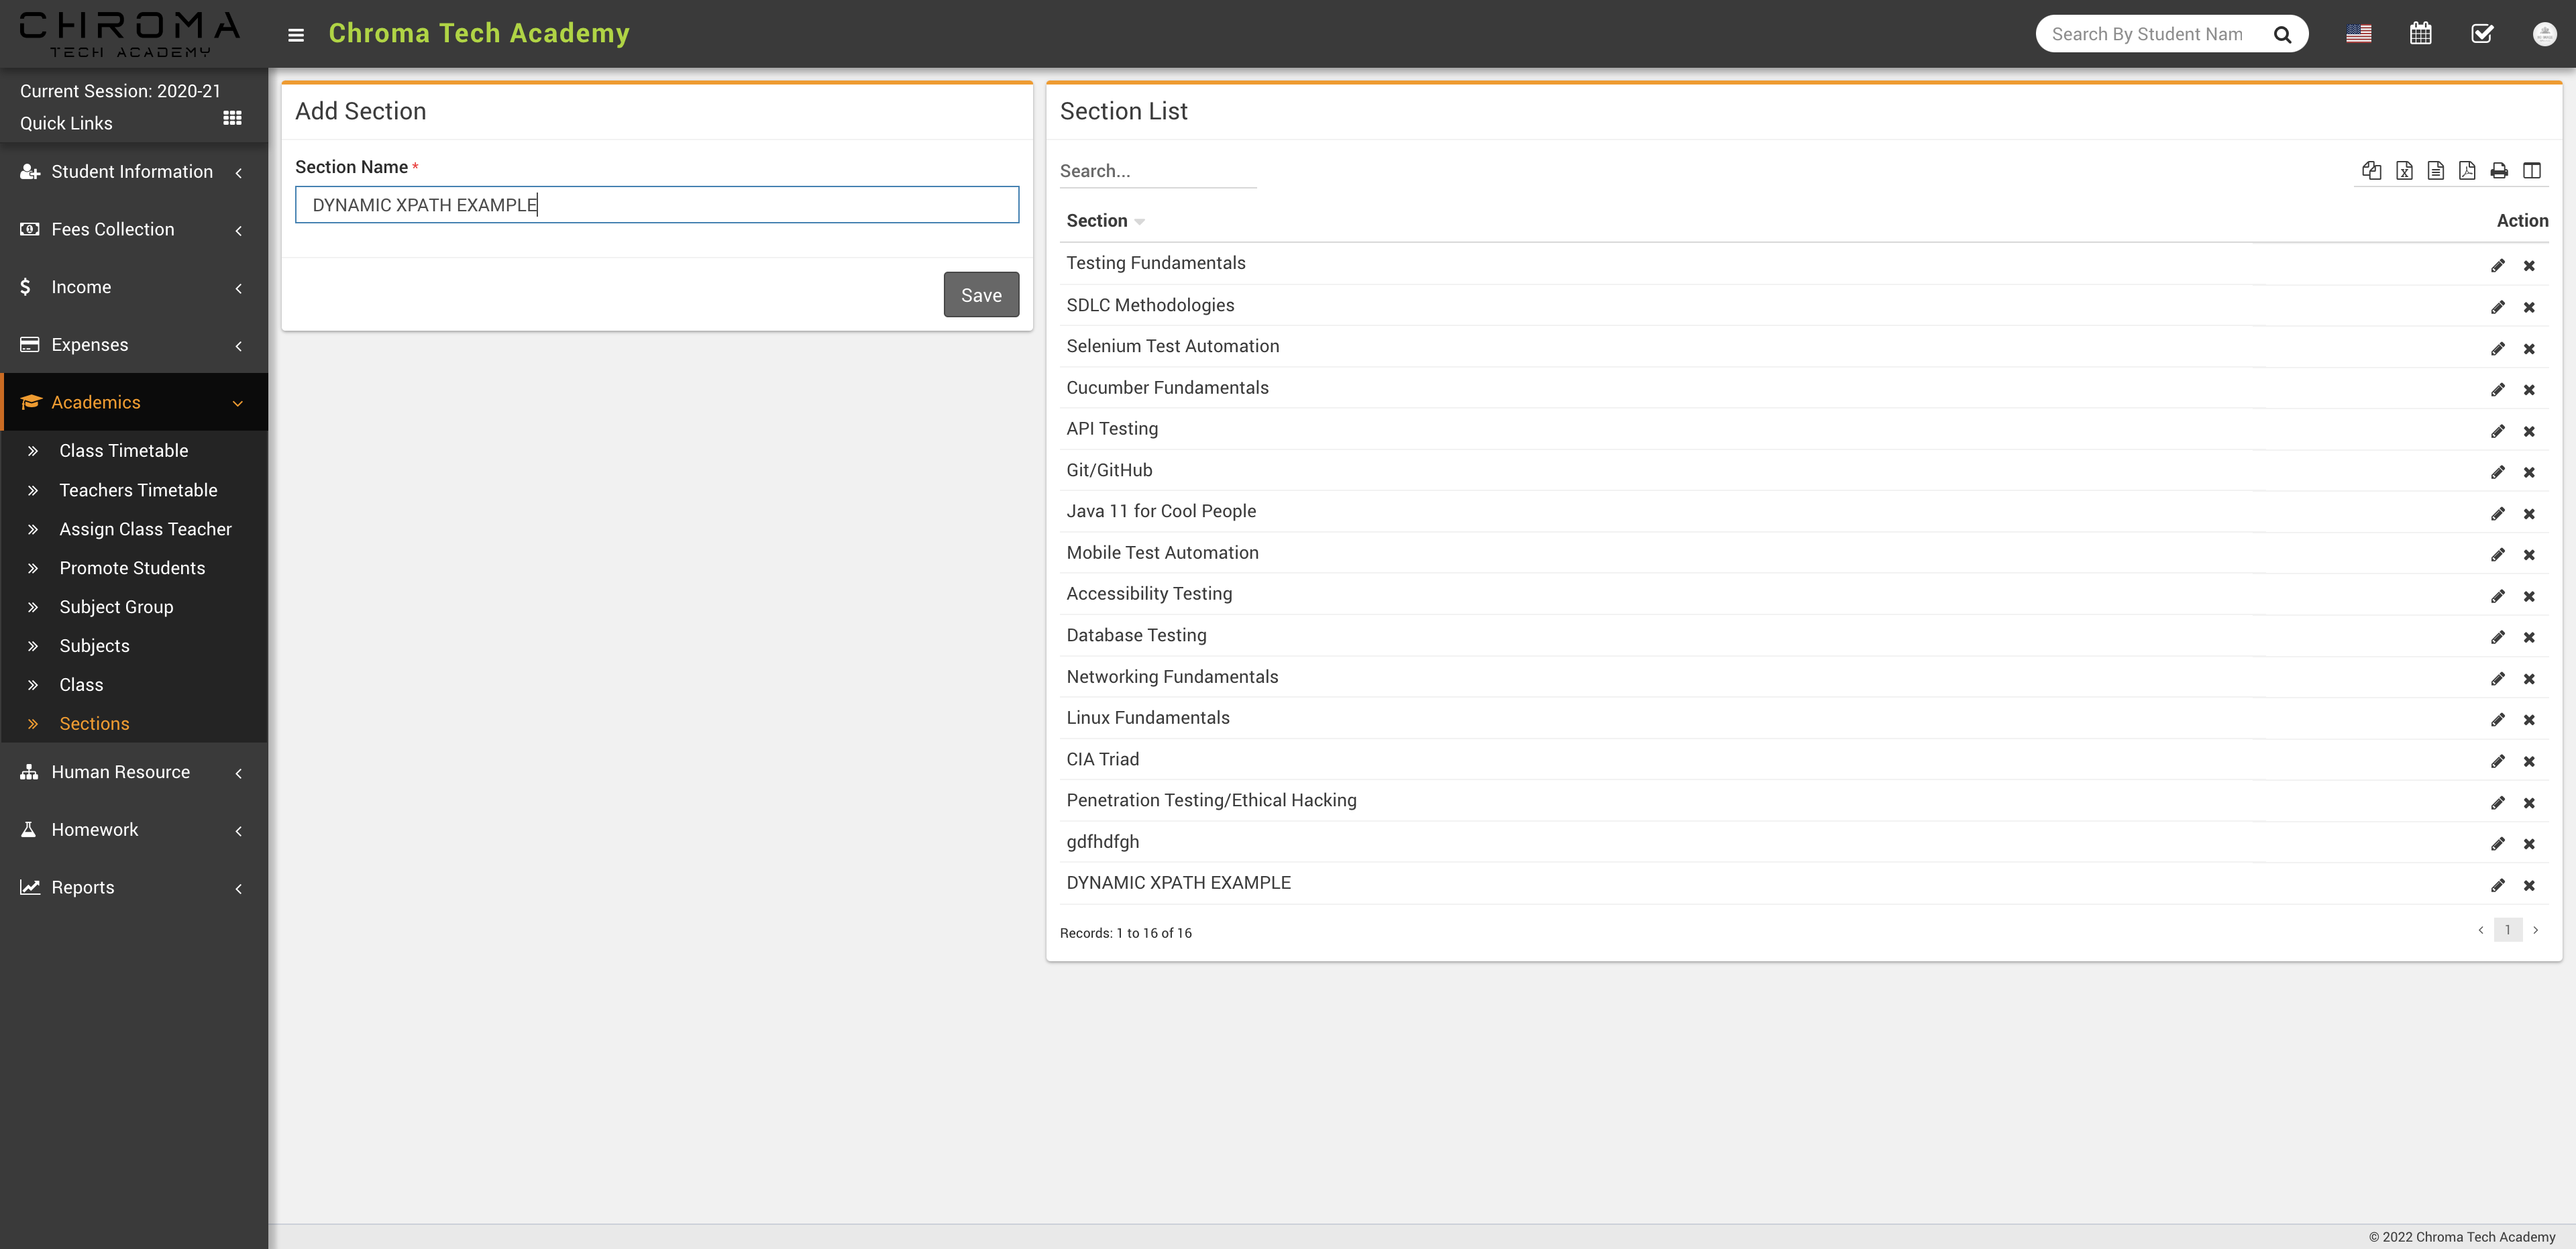 CHROMA
TECH ACADEMY
Chroma Tech Academy
Search By Student Nam
Current Session: 2020-21
Quick Links
Student Information
Fees Collection
Income
Expenses
Academics
Class Timetable
Teachers Timetable
Assign Class Teacher
Promote Students
Subject Group
Subjects
Class
Sections
Human Resource
Homework
Reports
Add Section
Section Name *
DYNAMIC XPATH EXAMPLE
Save
Section List
Search...
Section Action
Testing Fundamentals
SDLC Methodologies
Selenium Test Automation
Cucumber Fundamentals
API Testing
Git/GitHub
Java 11 for Cool People
Mobile Test Automation
Accessibility Testing
Database Testing
Networking Fundamentals
Linux Fundamentals
CIA Triad
Penetration Testing/Ethical Hacking
gdfhdfgh
DYNAMIC XPATH EXAMPLE
Records: 1 to 16 of 16
1
© 2022 Chroma Tech Academy